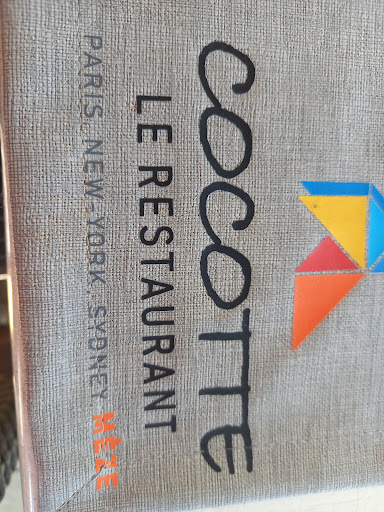 COCOTTE
LE RESTAURANT
PARIS. NEW-YORK. SYDNEY. MÈZE